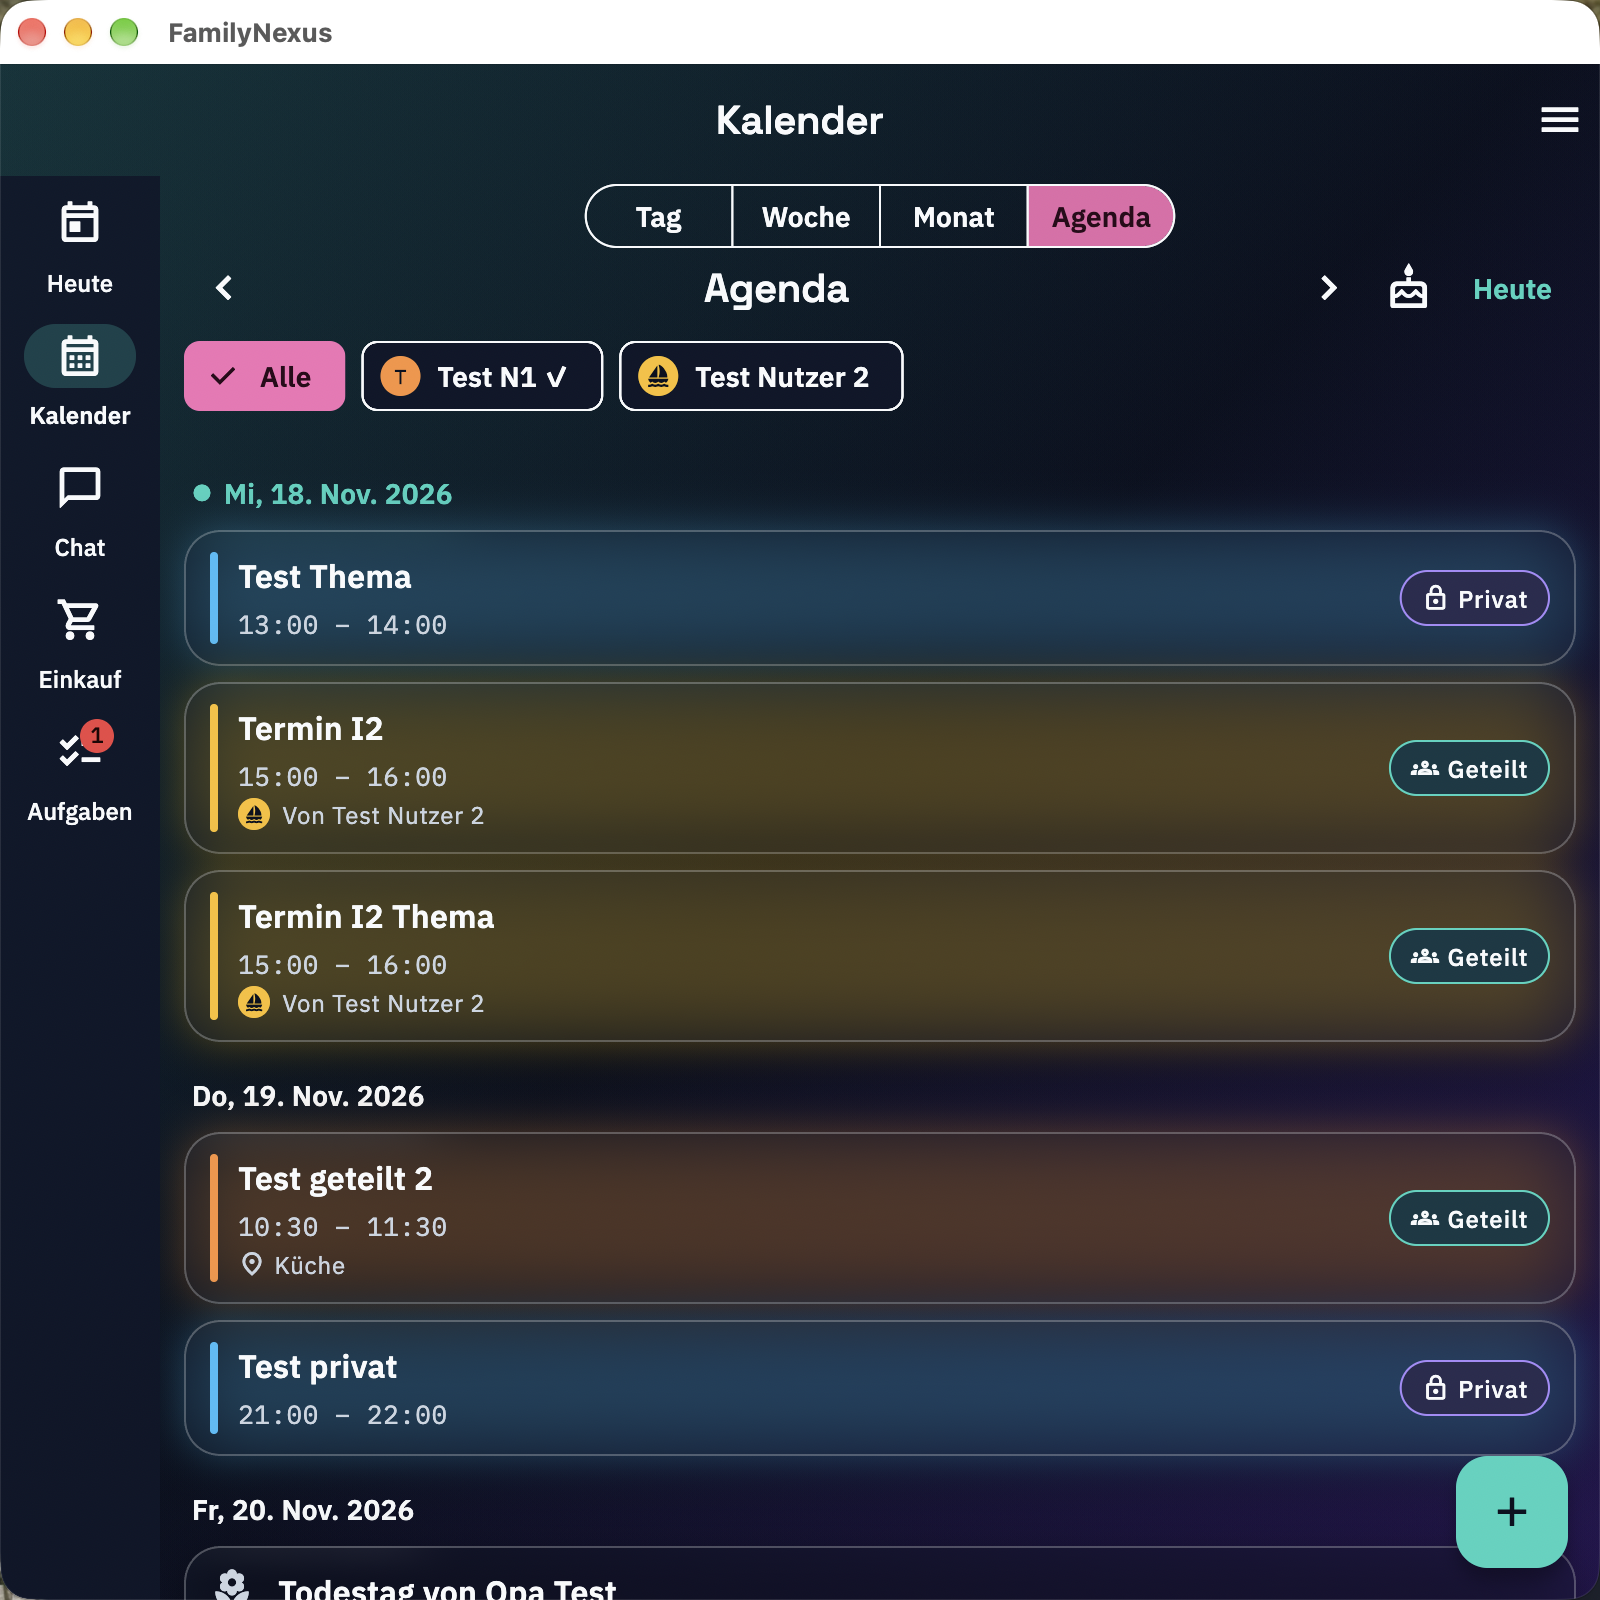 FamilyNexus
Kalender
Tag Woche Monat Agenda
Agenda Heute
Alle T Test N1 ✓ Test Nutzer 2
Heute
Kalender
Chat
Einkauf
1
Aufgaben
Mi, 18. Nov. 2026
Test Thema
13:00 – 14:00
Privat
Termin I2
15:00 – 16:00
Von Test Nutzer 2
Geteilt
Termin I2 Thema
15:00 – 16:00
Von Test Nutzer 2
Geteilt
Do, 19. Nov. 2026
Test geteilt 2
10:30 – 11:30
Küche
Geteilt
Test privat
21:00 – 22:00
Privat
Fr, 20. Nov. 2026
+
Todestag von Opa Test